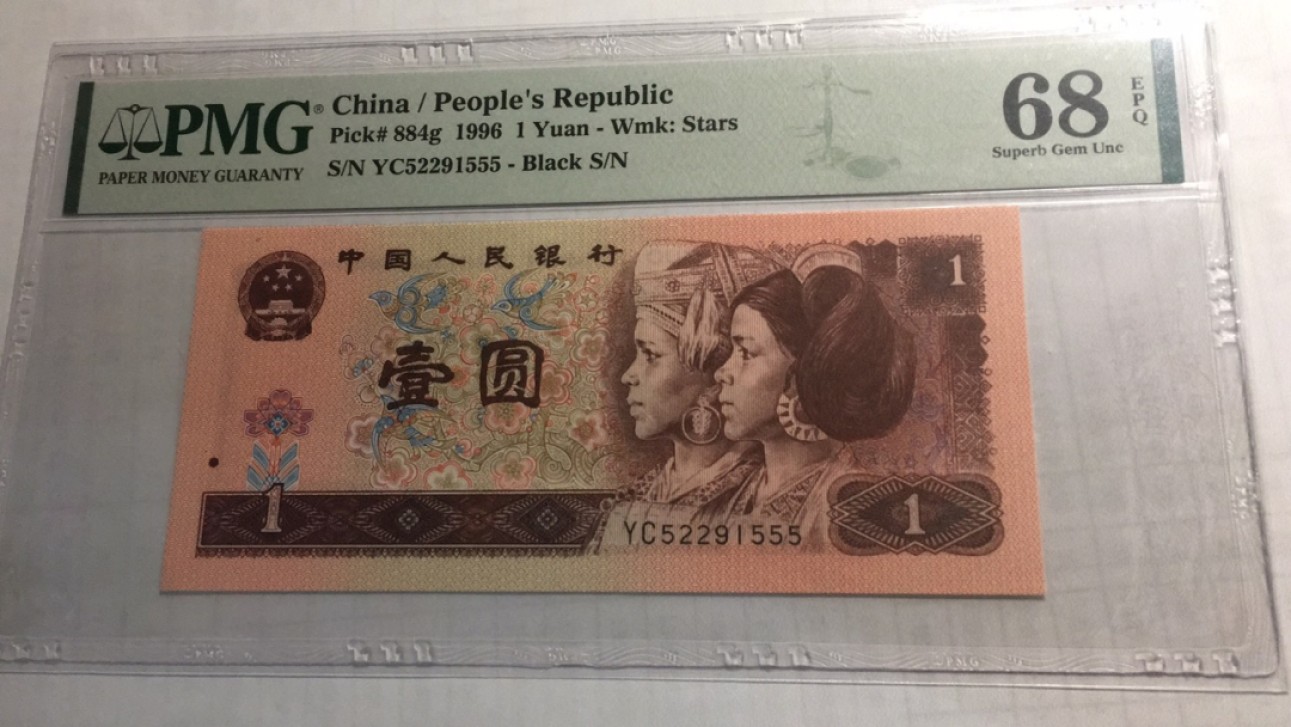 PMG® China / People's Republic
Pick# 884g 1996 1 Yuan - Wmk: Stars
PAPER MONEY GUARANTY S/N YC52291555 - Black S/N
68 EPQ
Superb Gem Unc
中国人民银行
1
壹圆
1
YC52291555
1